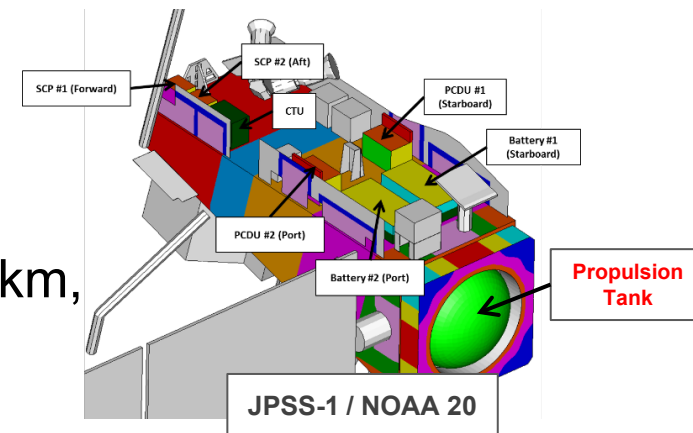 SCP #2 (Aft)
SCP #1 (Forward)
PCDU #1
(Starboard)
CTU
Battery #1
(Starboard)
PCDU #2 (Port)
Battery #2 (Port)
km,
Propulsion
Tank
JPSS-1 / NOAA 20